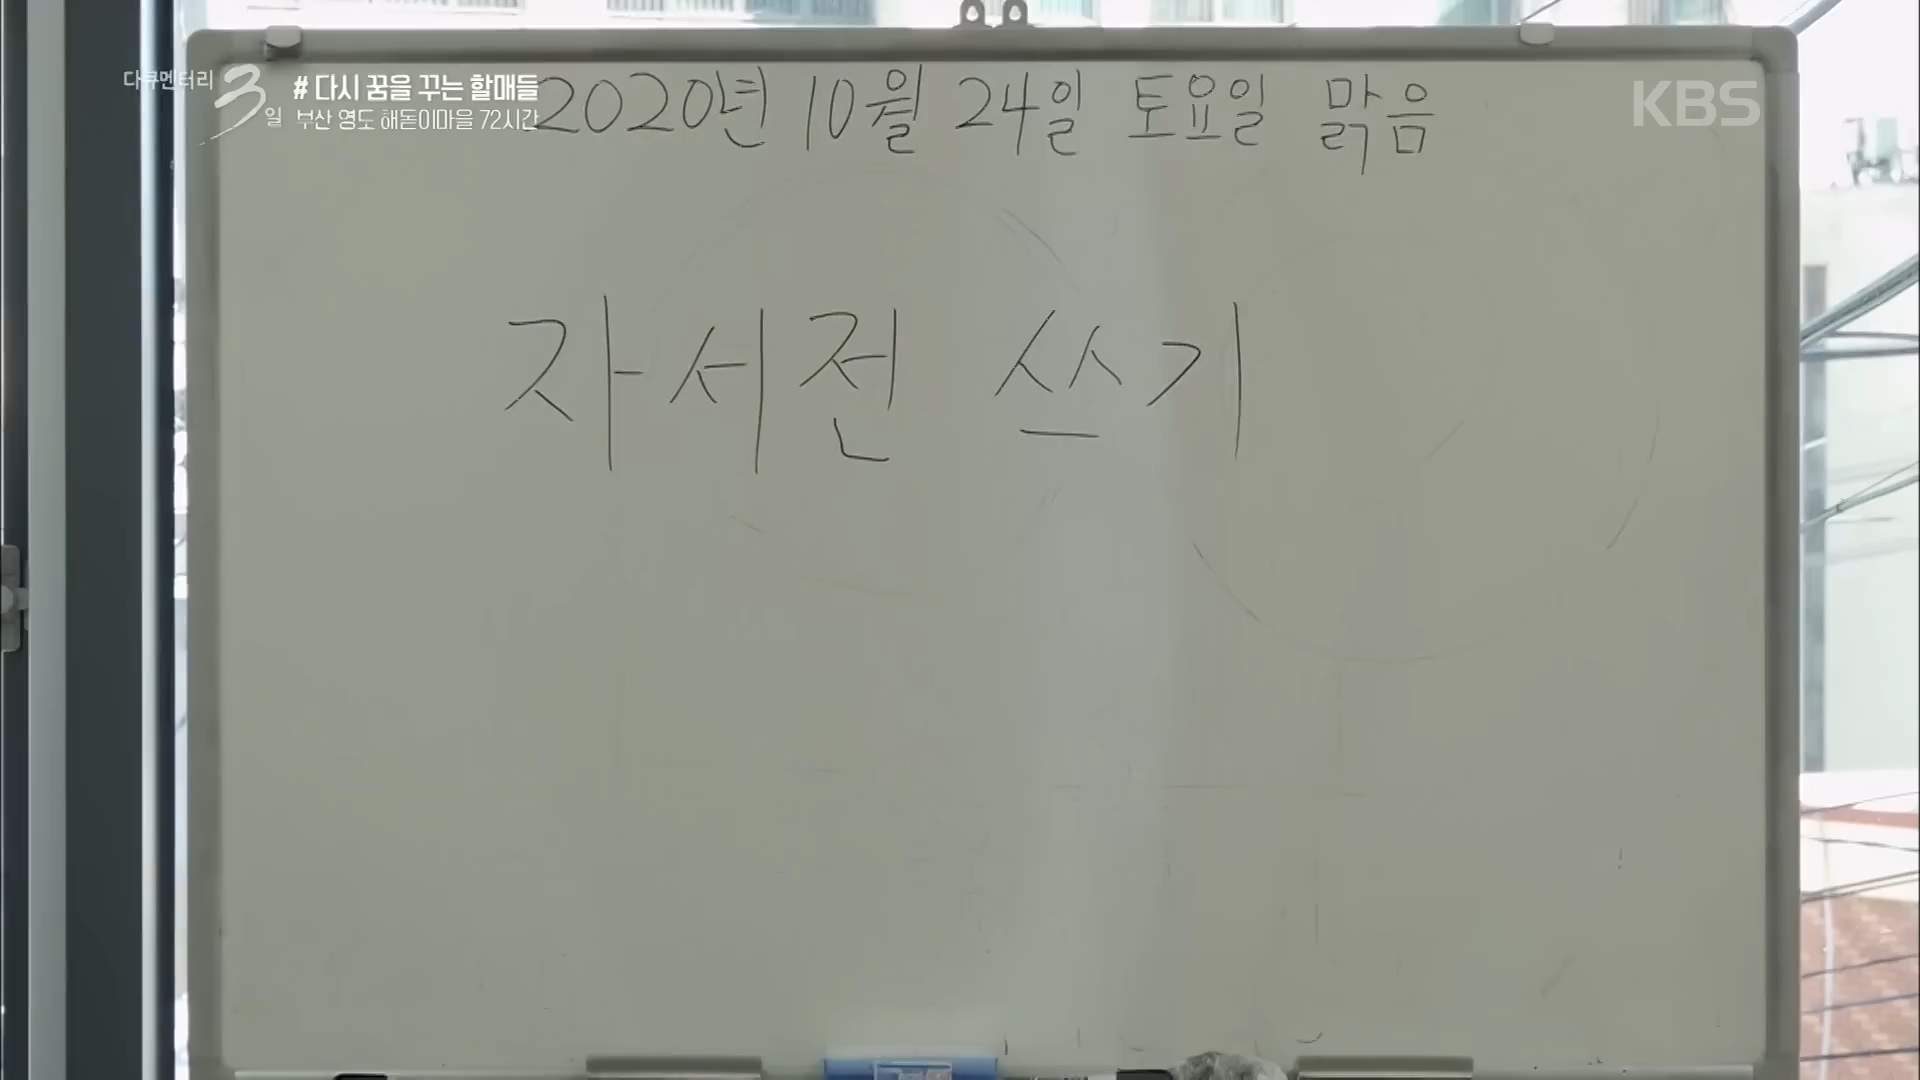 다큐멘터리 3일
# 다시 꿈을 꾸는 할매들
부산 영도 해돋이마을 72시간
KBS
2020년 10월 24일 토요일 맑음
자서전 쓰기